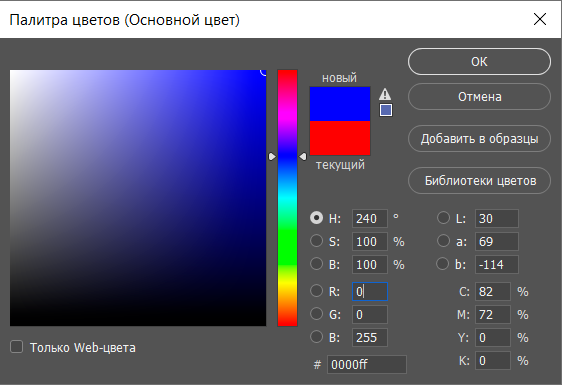 Палитра цветов (Основной цвет)
новый
текущий
OK
Отмена
Добавить в образцы
Библиотеки цветов
H: 240 ° L: 30
S: 100 % a: 69
B: 100 % b: -114
R: 0 C: 82 %
G: 0 M: 72 %
B: 255 Y: 0 %
# 0000ff K: 0 %
Только Web-цвета